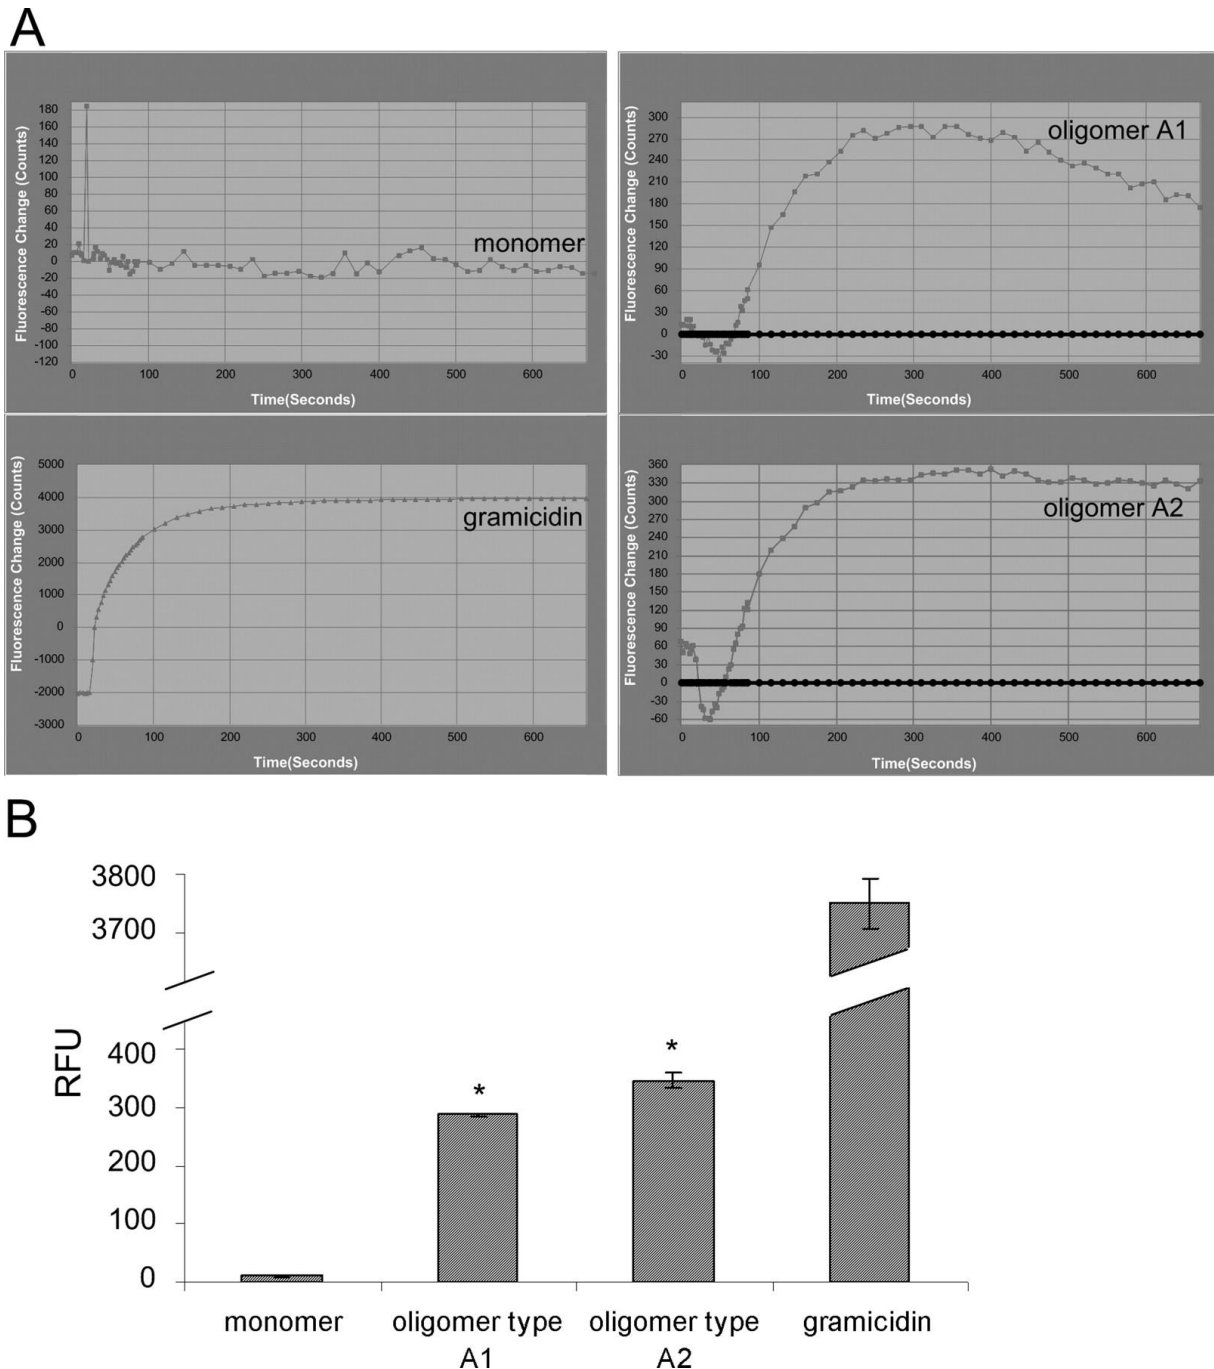 A
180
160
140
120
100
80
60
40
20
0
-20
-40
-60
-80
-100
-120
Fluorescence Change (Counts)
monomer
0 100 200 300 400 500 600
Time(Seconds)
300
270
240
210
180
150
120
90
60
30
0
-30
Fluorescence Change (Counts)
oligomer A1
0 100 200 300 400 500 600
Time(Seconds)
5000
4000
3000
2000
1000
0
-1000
-2000
-3000
Fluorescence Change (Counts)
gramicidin
0 100 200 300 400 500 600
Time(Seconds)
360
330
300
270
240
210
180
150
120
90
60
30
0
-30
-60
Fluorescence Change (Counts)
oligomer A2
0 100 200 300 400 500 600
Time(Seconds)
B
3800
3700
400
300
200
100
0
RFU
*
*
monomer
oligomer type
A1
oligomer type
A2
gramicidin